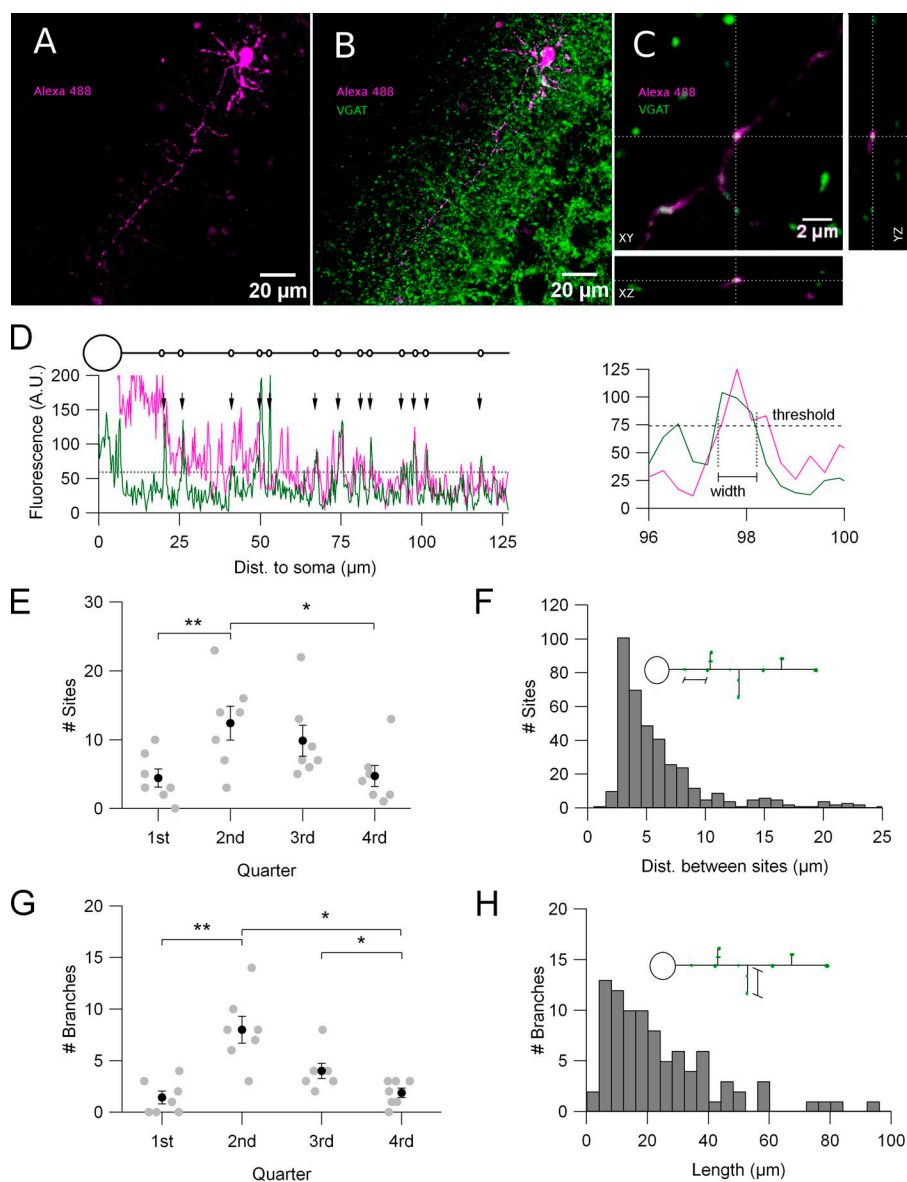 A
Alexa 488
20 µm
B
Alexa 488
VGAT
20 µm
C
Alexa 488
VGAT
XY
2 µm
YZ
XZ
D
Fluorescence (A.U.)
200
150
100
50
0
0 25 50 75 100 125
Dist. to soma (µm)
125
100
75
50
25
0
threshold
width
96 98 100
E
# Sites
30
20
10
0
** *
1st 2nd 3rd 4rd
Quarter
F
# Sites
120
100
80
60
40
20
0
0 5 10 15 20 25
Dist. between sites (µm)
G
# Branches
20
15
10
5
0
** * *
1st 2nd 3rd 4rd
Quarter
H
# Branches
20
15
10
5
0
0 20 40 60 80 100
Length (µm)